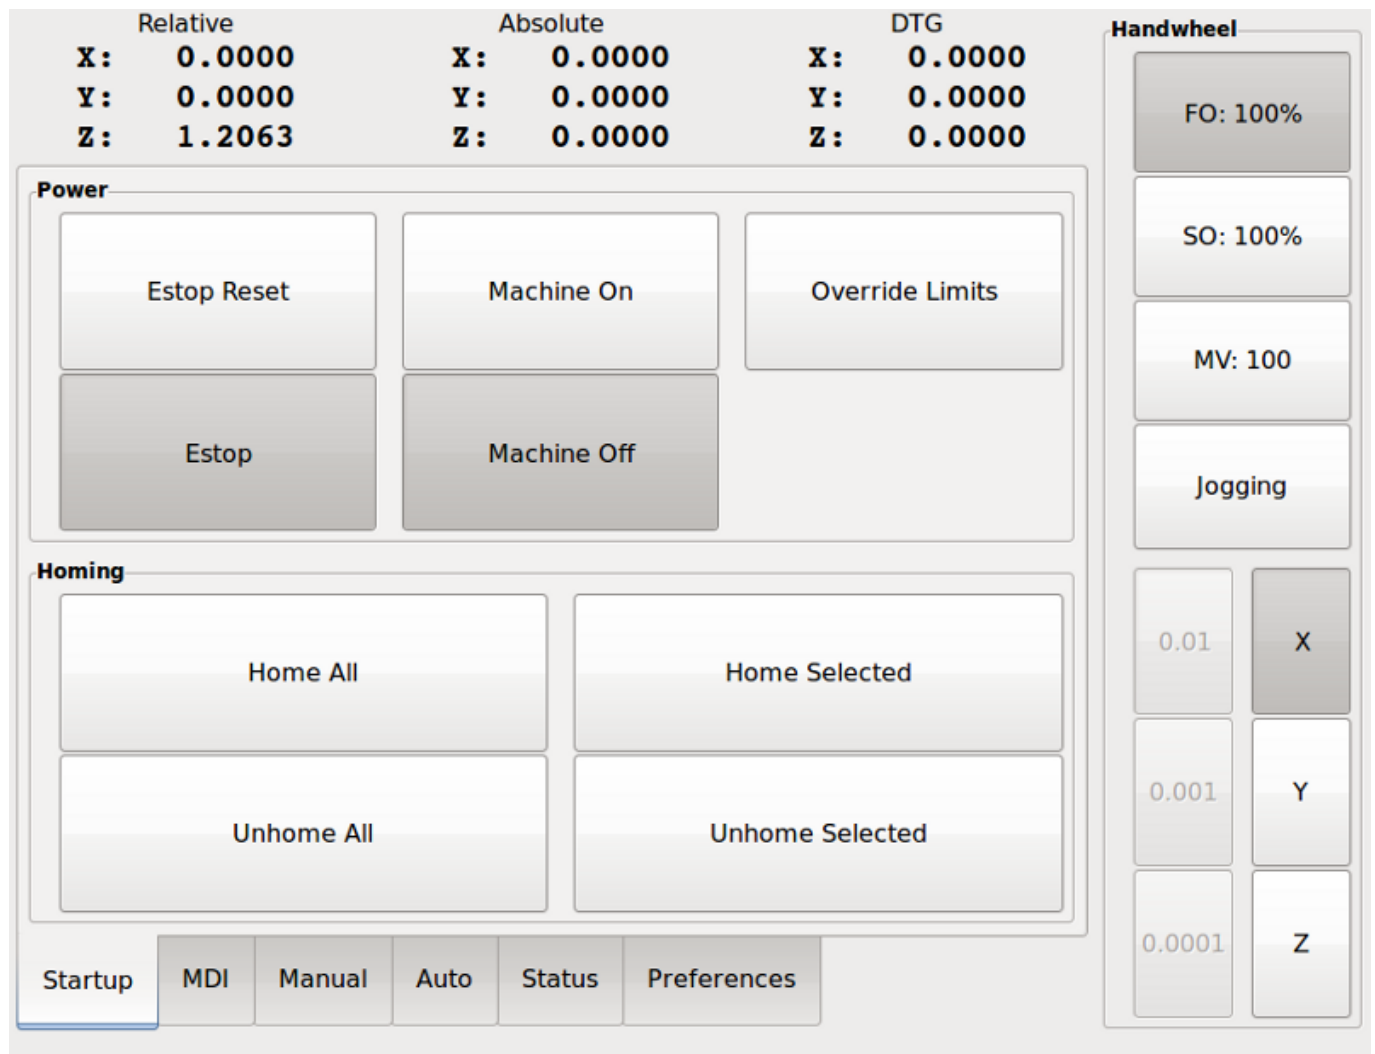 Relative Absolute DTG
X: 0.0000 X: 0.0000 X: 0.0000
Y: 0.0000 Y: 0.0000 Y: 0.0000
Z: 1.2063 Z: 0.0000 Z: 0.0000
Power
Estop Reset Machine On Override Limits
Estop Machine Off
Homing
Home All Home Selected
Unhome All Unhome Selected
Startup MDI Manual Auto Status Preferences
Handwheel
FO: 100%
SO: 100%
MV: 100
Jogging
0.01 X
0.001 Y
0.0001 Z